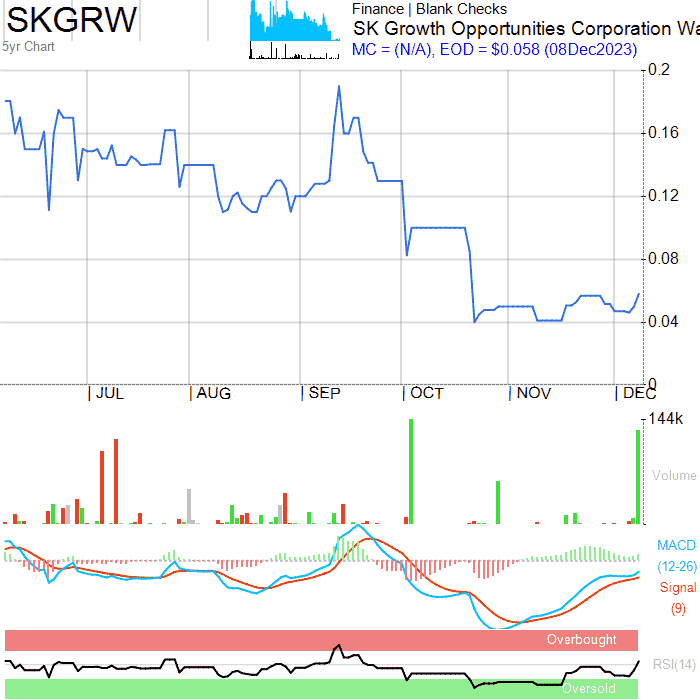 SKGRW
5yr Chart
Finance | Blank Checks
SK Growth Opportunities Corporation Wa
MC = (N/A), EOD = $0.058 (08Dec2023)
0.2
0.16
0.12
0.08
0.04
0
JUL AUG SEP OCT NOV DEC
144k
Volume
MACD
(12-26)
Signal
(9)
Overbought
RSI(14)
Oversold